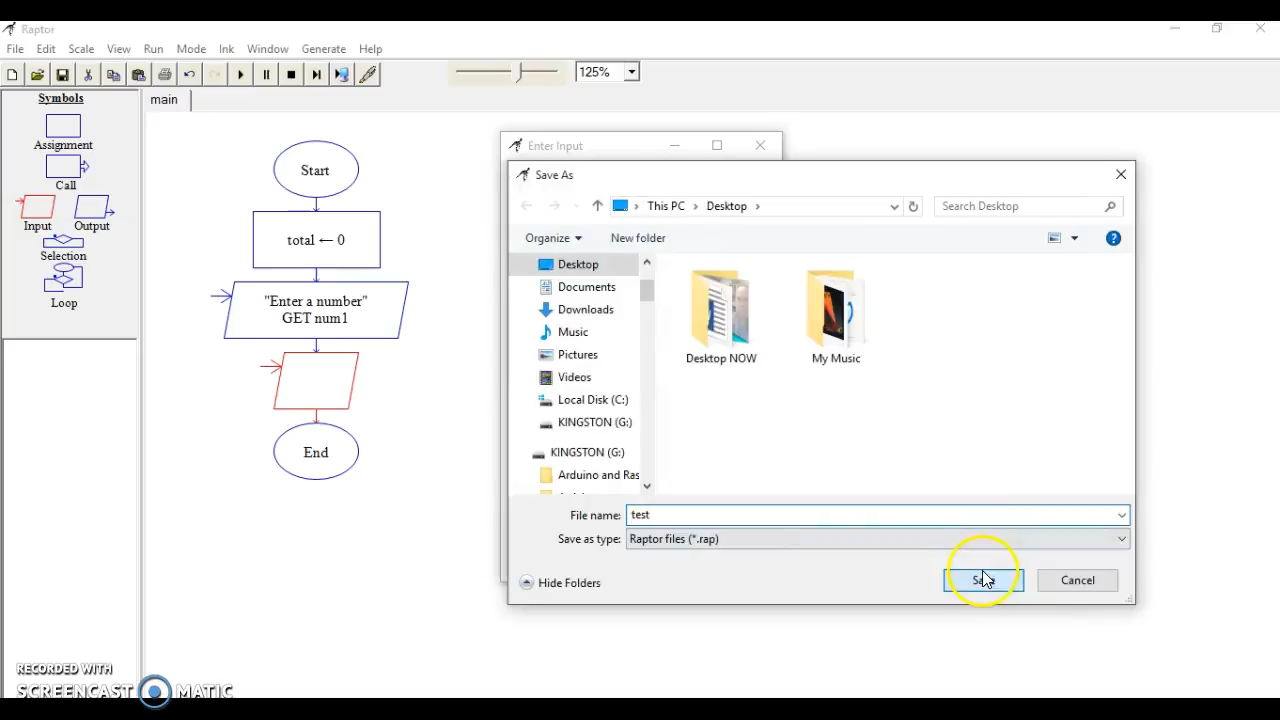 Raptor
File Edit Scale View Run Mode Ink Window Generate Help
125%
Symbols
Assignment
Call
Input Output
Selection
Loop
main
Start
total ← 0
"Enter a number"
GET num1
End
Enter Input
Save As
This PC > Desktop >
Search Desktop
Organize New folder
Desktop
Documents
Downloads
Music
Pictures
Videos
Local Disk (C:)
KINGSTON (G:)
KINGSTON (G:)
Arduino and Ras
Desktop NOW
My Music
File name: test
Save as type: Raptor files (*.rap)
Hide Folders
Cancel
RECORDED WITH
SCREENCAST MATIC